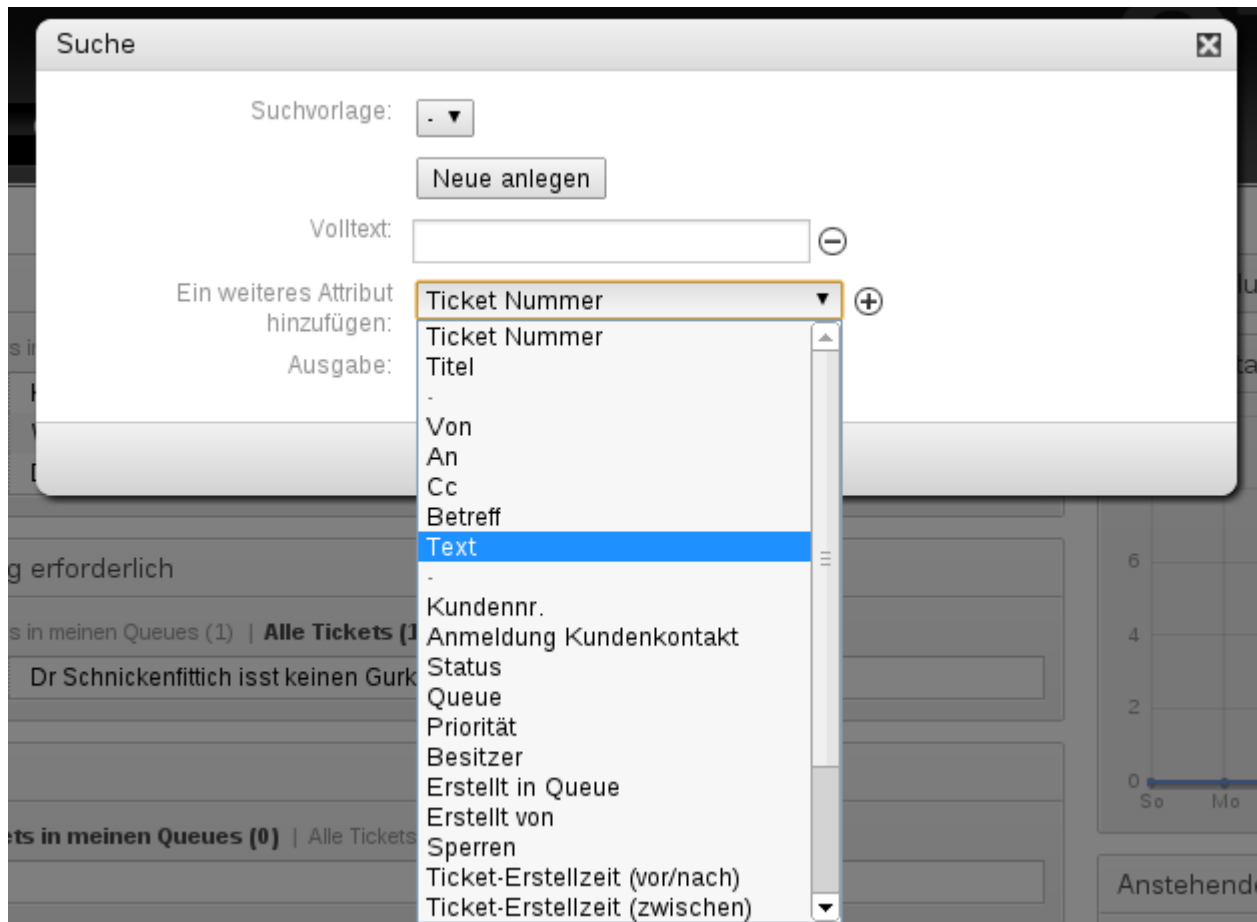 Suche
Suchvorlage:
-
Neue anlegen
Volltext:
Ein weiteres Attribut
hinzufügen:
Ticket Nummer
Ausgabe:
Ticket Nummer
Titel
-
Von
An
Cc
Betreff
Text
-
Kundennr.
Anmeldung Kundenkontakt
Status
Queue
Priorität
Besitzer
Erstellt in Queue
Erstellt von
Sperren
Ticket-Erstellzeit (vor/nach)
Ticket-Erstellzeit (zwischen)
g erforderlich
s in meinen Queues (1) | Alle Tickets (1
Dr Schnickenfittich isst keinen Gurk
ets in meinen Queues (0) | Alle Tickets
6
4
2
0
So Mo
Anstehende